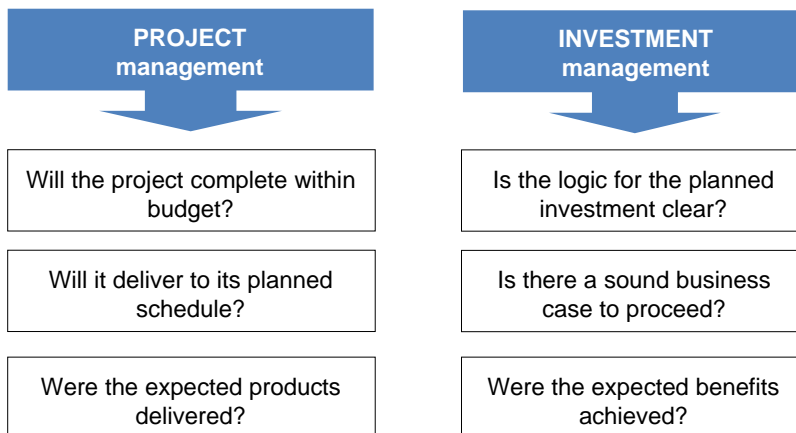 PROJECT
management
Will the project complete within
budget?
Will it deliver to its planned
schedule?
Were the expected products
delivered?
INVESTMENT
management
Is the logic for the planned
investment clear?
Is there a sound business
case to proceed?
Were the expected benefits
achieved?